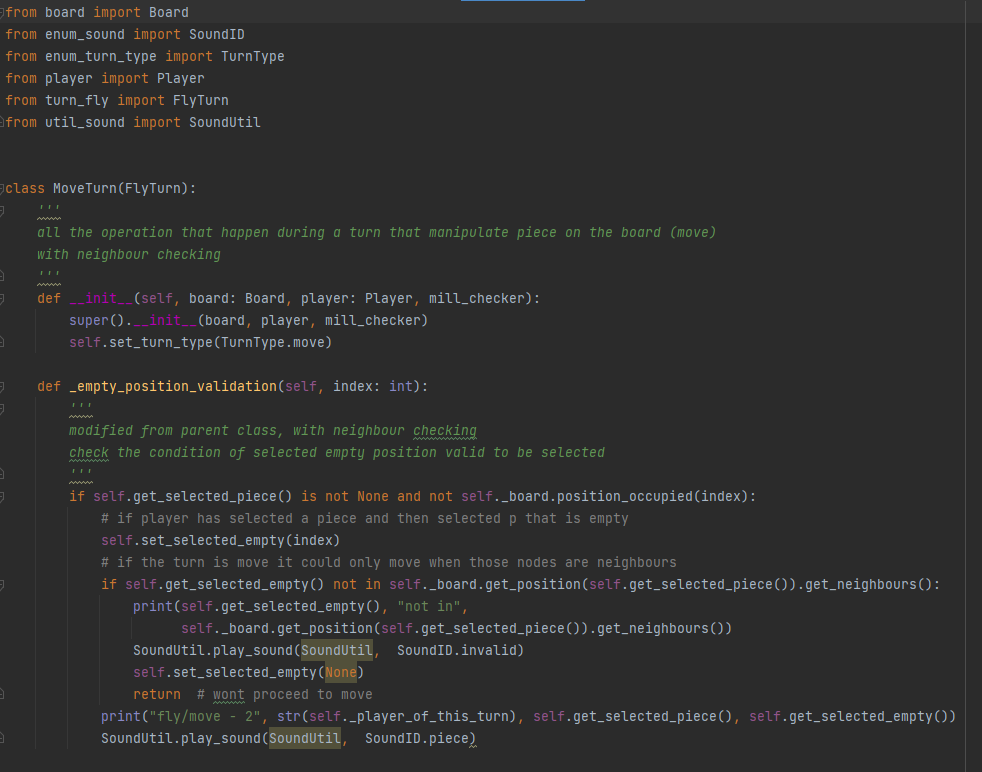 from board import Board
from enum_sound import SoundID
from enum_turn_type import TurnType
from player import Player
from turn_fly import FlyTurn
from util_sound import SoundUtil
class MoveTurn(FlyTurn):
    '''
    all the operation that happen during a turn that manipulate piece on the board (move)
    with neighbour checking
    '''
    def __init__(self, board: Board, player: Player, mill_checker):
        super().__init__(board, player, mill_checker)
        self.set_turn_type(TurnType.move)
    def _empty_position_validation(self, index: int):
        '''
        modified from parent class, with neighbour checking
        check the condition of selected empty position valid to be selected
        '''
        if self.get_selected_piece() is not None and not self._board.position_occupied(index):
            # if player has selected a piece and then selected p that is empty
            self.set_selected_empty(index)
            # if the turn is move it could only move when those nodes are neighbours
            if self.get_selected_empty() not in self._board.get_position(self.get_selected_piece()).get_neighbours():
                print(self.get_selected_empty(), "not in",
                      self._board.get_position(self.get_selected_piece()).get_neighbours())
                SoundUtil.play_sound(SoundUtil,  SoundID.invalid)
                self.set_selected_empty(None)
                return  # wont proceed to move
            print("fly/move - 2", str(self._player_of_this_turn), self.get_selected_piece(), self.get_selected_empty())
            SoundUtil.play_sound(SoundUtil,  SoundID.piece)